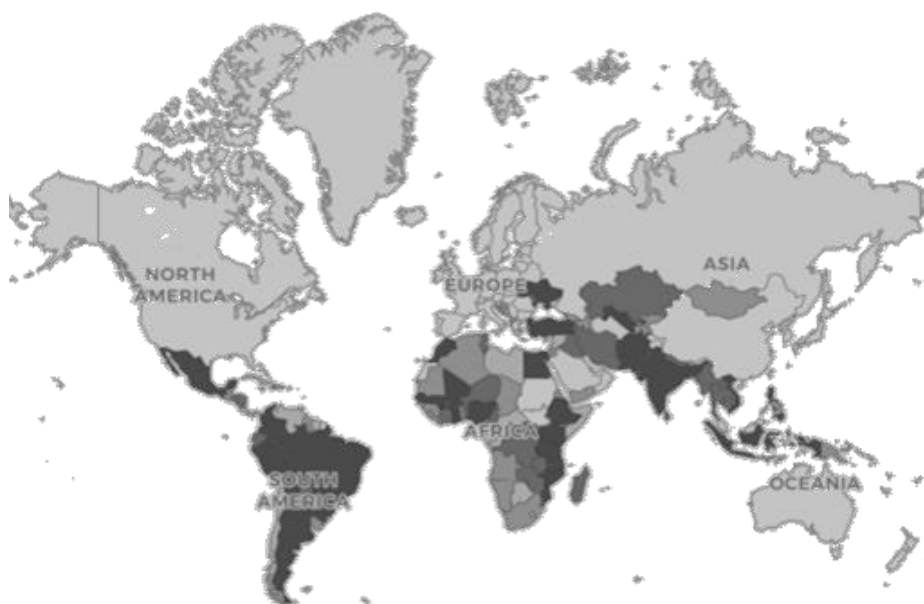 NORTH
AMERICA
EUROPE
ASIA
AFRICA
SOUTH
AMERICA
OCEANIA